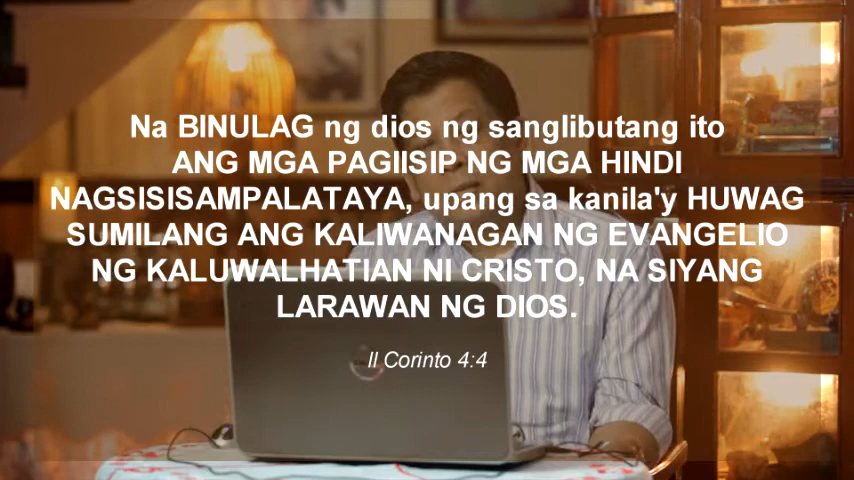 Na BINULAG ng dios ng sanglibutang ito
ANG MGA PAGIISIP NG MGA HINDI
NAGSISISAMPALATAYA, upang sa kanila'y HUWAG
SUMILANG ANG KALIWANAGAN NG EVANGELIO
NG KALUWALHATIAN NI CRISTO, NA SIYANG
LARAWAN NG DIOS.
II Corinto 4:4